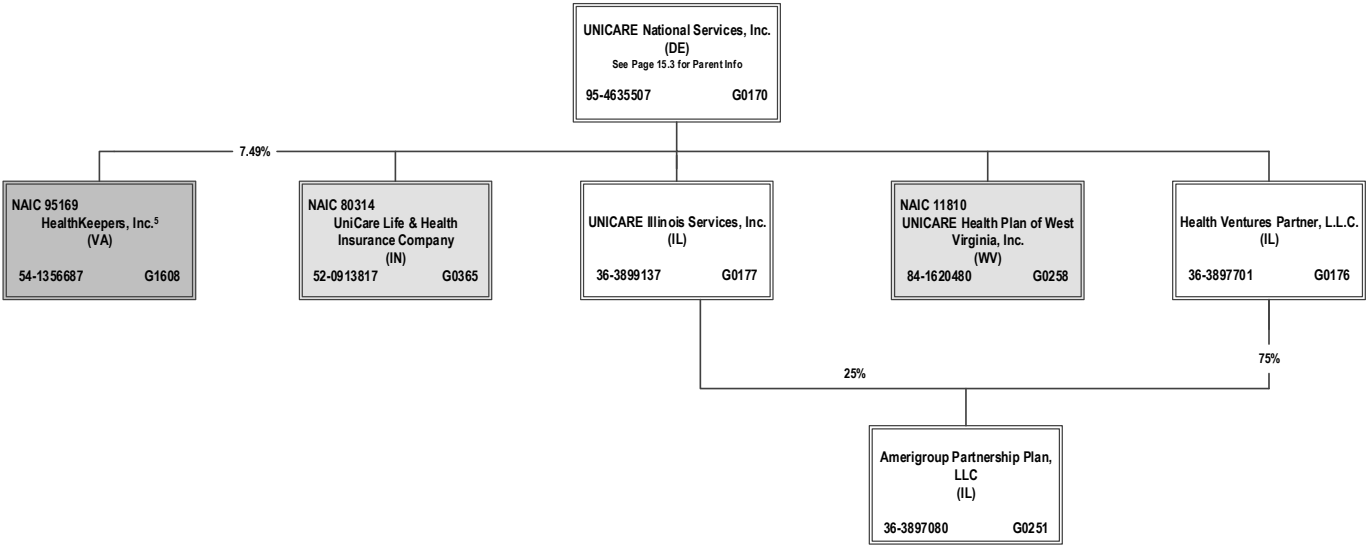 UNICARE National Services, Inc.
(DE)
See Page 15.3 for Parent Info
95-4635507 G0170
7.49%
NAIC 95169
HealthKeepers, Inc.⁵
(VA)
54-1356687 G1608
NAIC 80314
UniCare Life & Health
Insurance Company
(IN)
52-0913817 G0365
UNICARE Illinois Services, Inc.
(IL)
36-3899137 G0177
NAIC 11810
UNICARE Health Plan of West
Virginia, Inc.
(WV)
84-1620480 G0258
Health Ventures Partner, L.L.C.
(IL)
36-3897701 G0176
25%
75%
Amerigroup Partnership Plan,
LLC
(IL)
36-3897080 G0251